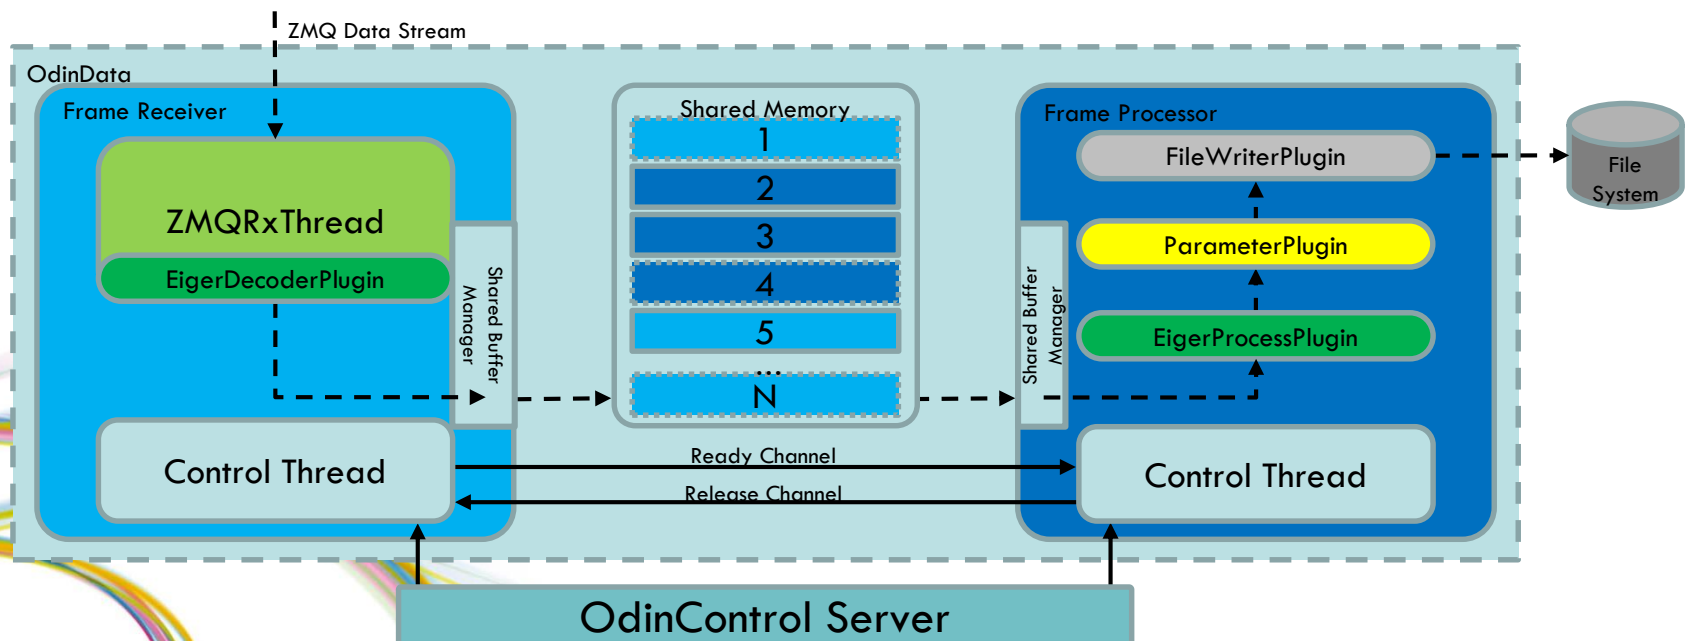 ZMQ Data Stream
OdinData
Frame Receiver
ZMQRxThread
EigerDecoderPlugin
Shared Buffer
Manager
Control Thread
Shared Memory
1
2
3
4
5
...
N
Ready Channel
Release Channel
Frame Processor
FileWriterPlugin
ParameterPlugin
EigerProcessPlugin
Shared Buffer
Manager
Control Thread
File
System
OdinControl Server